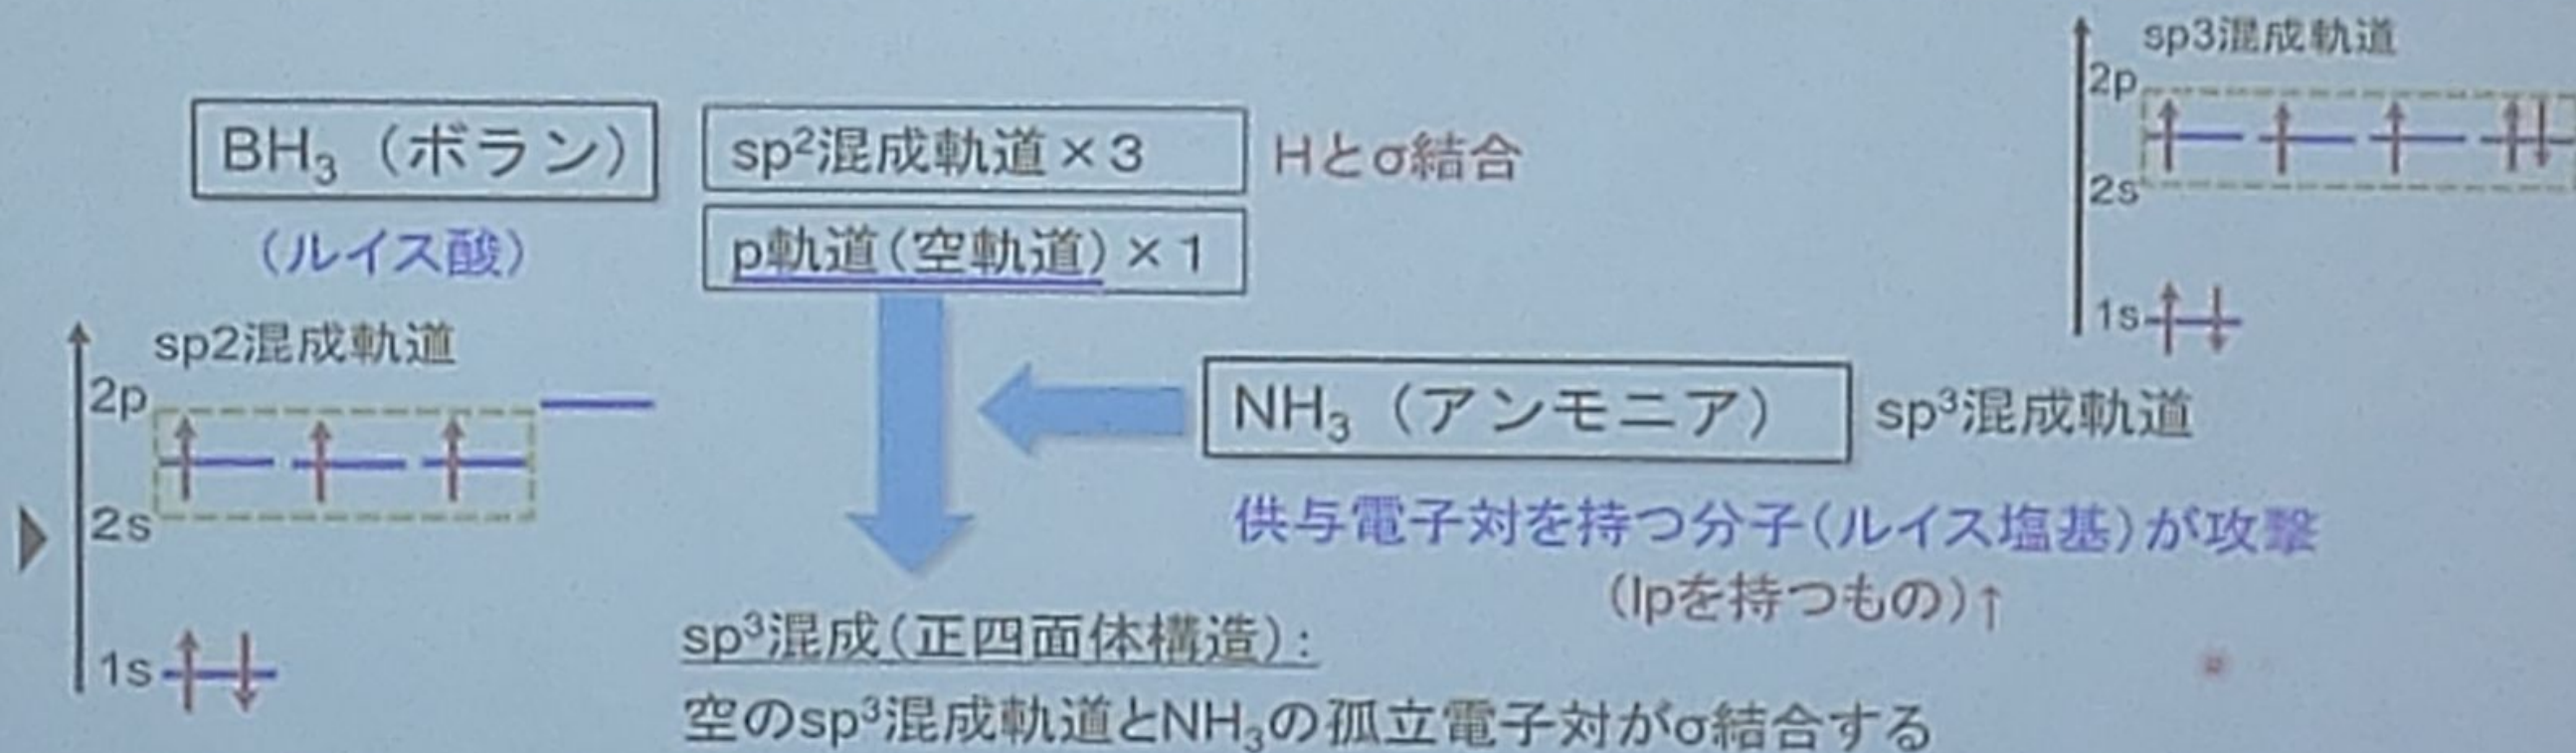 sp3混成軌道
2p
2s
1s
BH₃（ボラン）
（ルイス酸）
sp²混成軌道×3
Hとσ結合
p軌道（空軌道）×1
sp2混成軌道
2p
2s
1s
NH₃（アンモニア）
sp³混成軌道
供与電子対を持つ分子（ルイス塩基）が攻撃
（lpを持つもの）↑
sp³混成（正四面体構造）：
空のsp³混成軌道とNH₃の孤立電子対がσ結合する